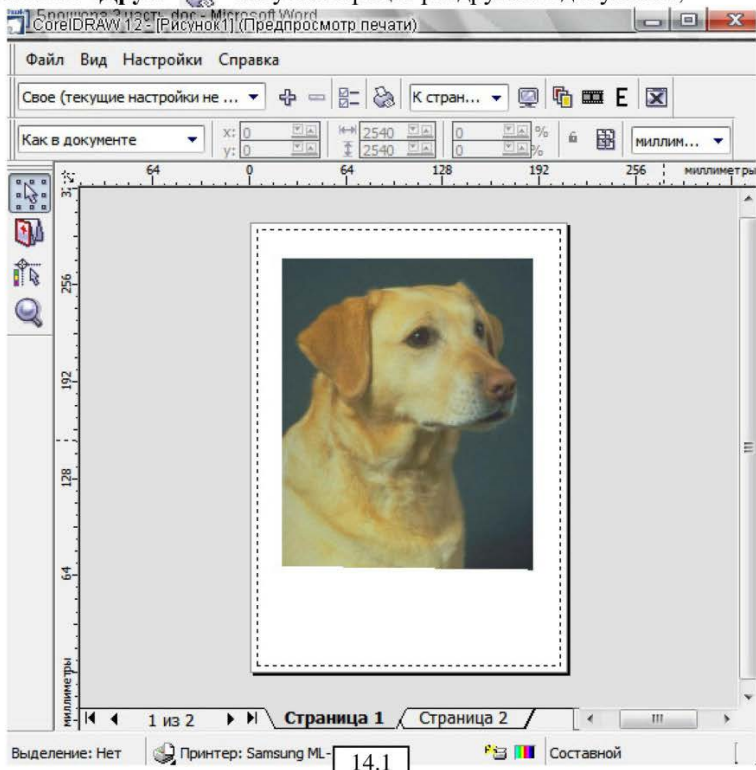 CorelDRAW 12 - [Рисунок1] (Предпросмотр печати)
Файл Вид Настройки Справка
Свое (текущие настройки не ... К стран... E
Как в документе x: 0 2540 0 % миллим...
y: 0 2540 0 %
64 0 64 128 192 256 миллиметры
256
192
128
64
миллиметры
1 из 2 Страница 1 Страница 2
Выделение: Нет Принтер: Samsung ML- Составной
14.1